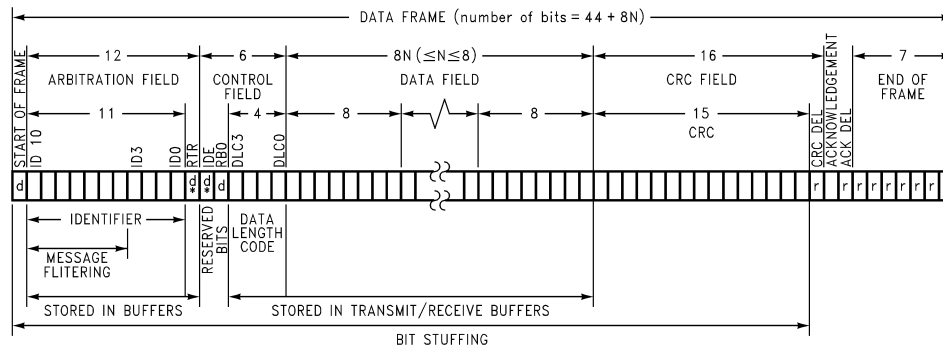 DATA FRAME (number of bits = 44 + 8N)
12
6
8N (≤N≤8)
16
7
ARBITRATION FIELD
CONTROL
FIELD
DATA FIELD
CRC FIELD
END OF
FRAME
11
4
8
8
15
CRC
START OF FRAME
ID 10
ID3
ID0
RTR
IDE
RB0
DLC3
DLC0
CRC DEL
ACKNOWLEDGEMENT
ACK DEL
d
d
*
d
*
d
r
r
r
r
r
r
r
r
r
IDENTIFIER
MESSAGE
FLITERING
RESERVED
BITS
DATA
LENGTH
CODE
STORED IN BUFFERS
STORED IN TRANSMIT/RECEIVE BUFFERS
BIT STUFFING